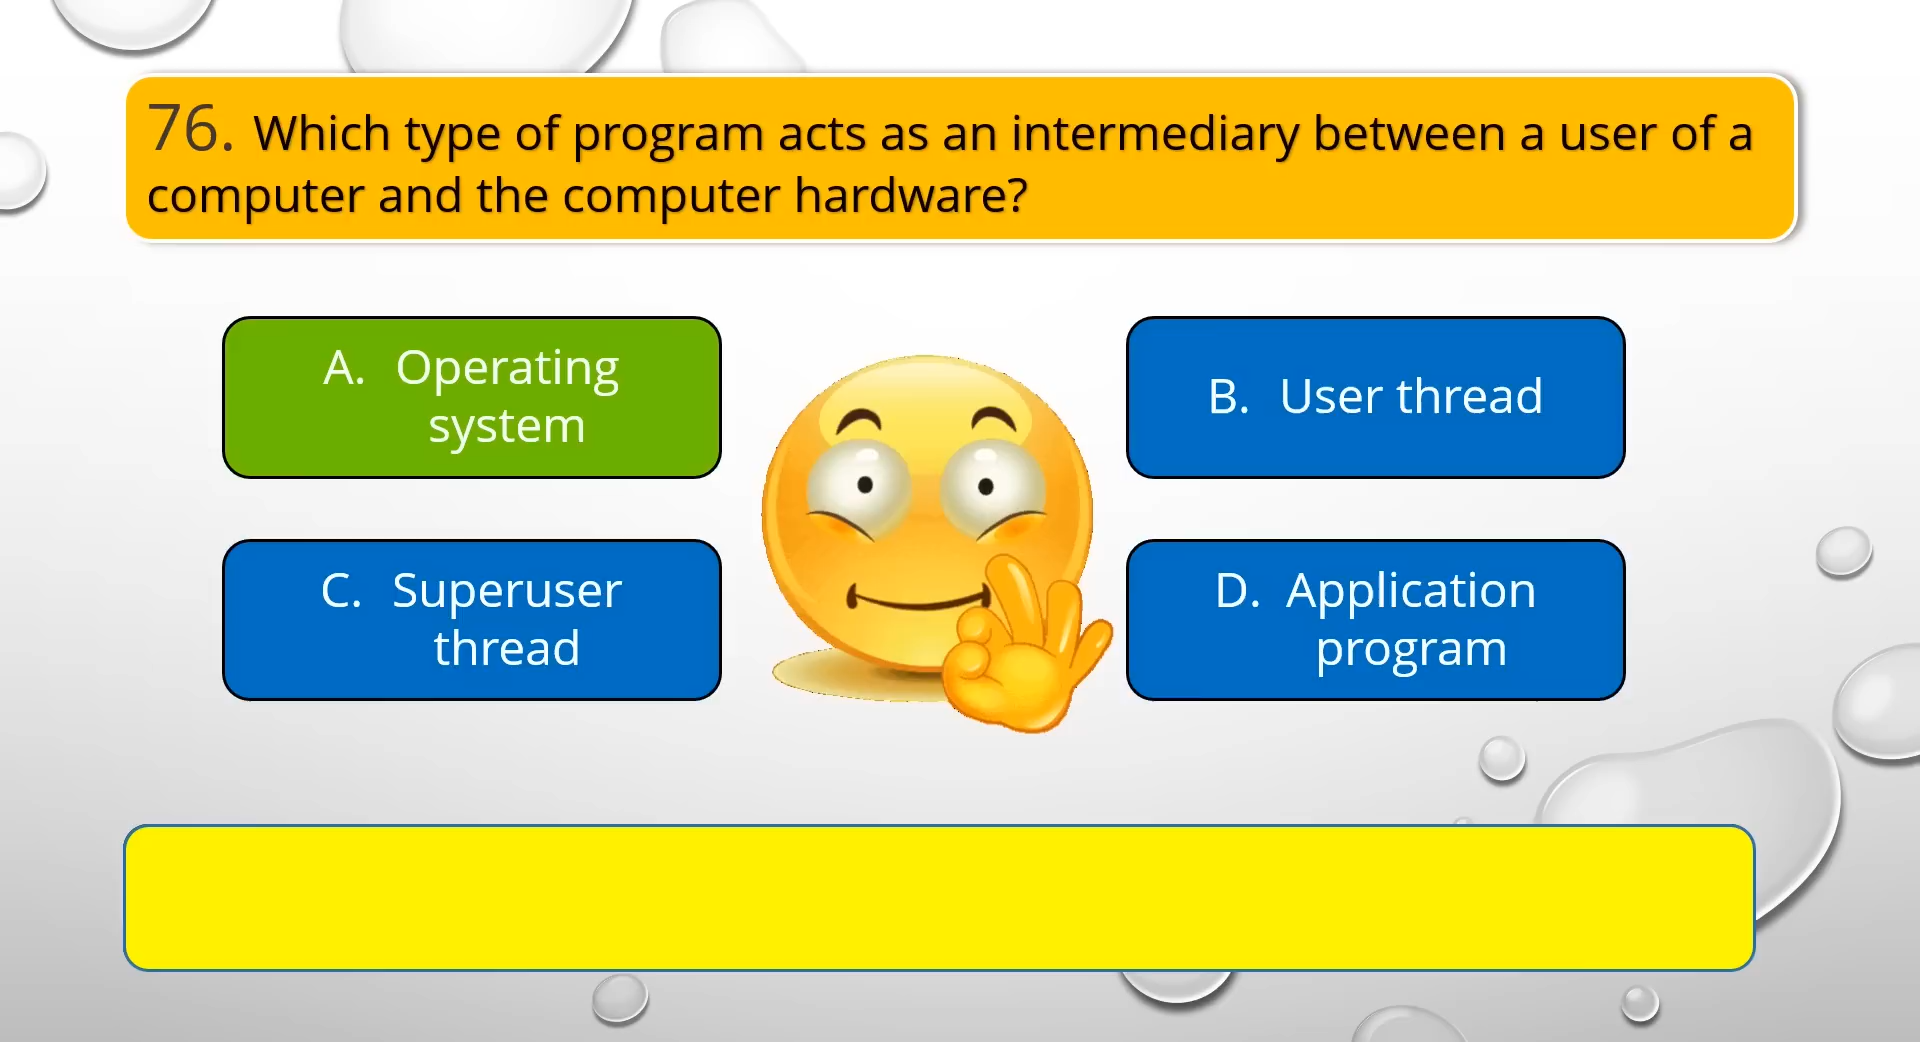 76. Which type of program acts as an intermediary between a user of a
computer and the computer hardware?
A. Operating
system
B. User thread
C. Superuser
thread
D. Application
program